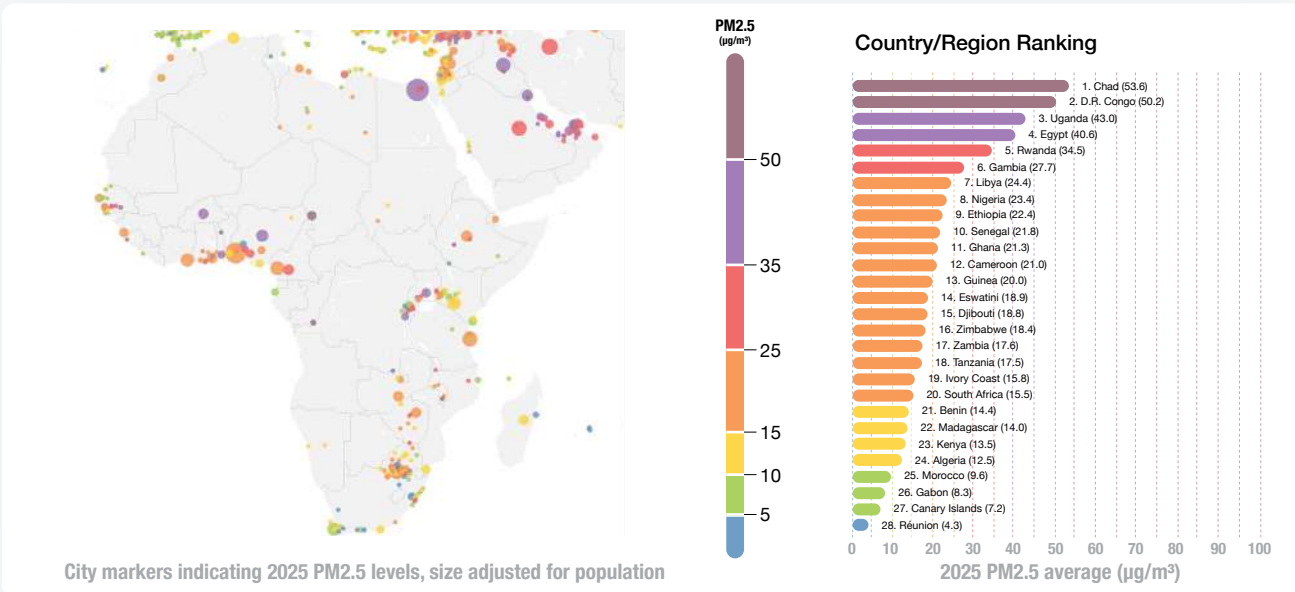 PM2.5
(µg/m³)
50
35
25
15
10
5
City markers indicating 2025 PM2.5 levels, size adjusted for population
Country/Region Ranking
1. Chad (53.6)
2. D.R. Congo (50.2)
3. Uganda (43.0)
4. Egypt (40.6)
5. Rwanda (34.5)
6. Gambia (27.7)
7. Libya (24.4)
8. Nigeria (23.4)
9. Ethiopia (22.4)
10. Senegal (21.8)
11. Ghana (21.3)
12. Cameroon (21.0)
13. Guinea (20.0)
14. Eswatini (18.9)
15. Djibouti (18.8)
16. Zimbabwe (18.4)
17. Zambia (17.6)
18. Tanzania (17.5)
19. Ivory Coast (15.8)
20. South Africa (15.5)
21. Benin (14.4)
22. Madagascar (14.0)
23. Kenya (13.5)
24. Algeria (12.5)
25. Morocco (9.6)
26. Gabon (8.3)
27. Canary Islands (7.2)
28. Réunion (4.3)
0 10 20 30 40 50 60 70 80 90 100
2025 PM2.5 average (µg/m³)